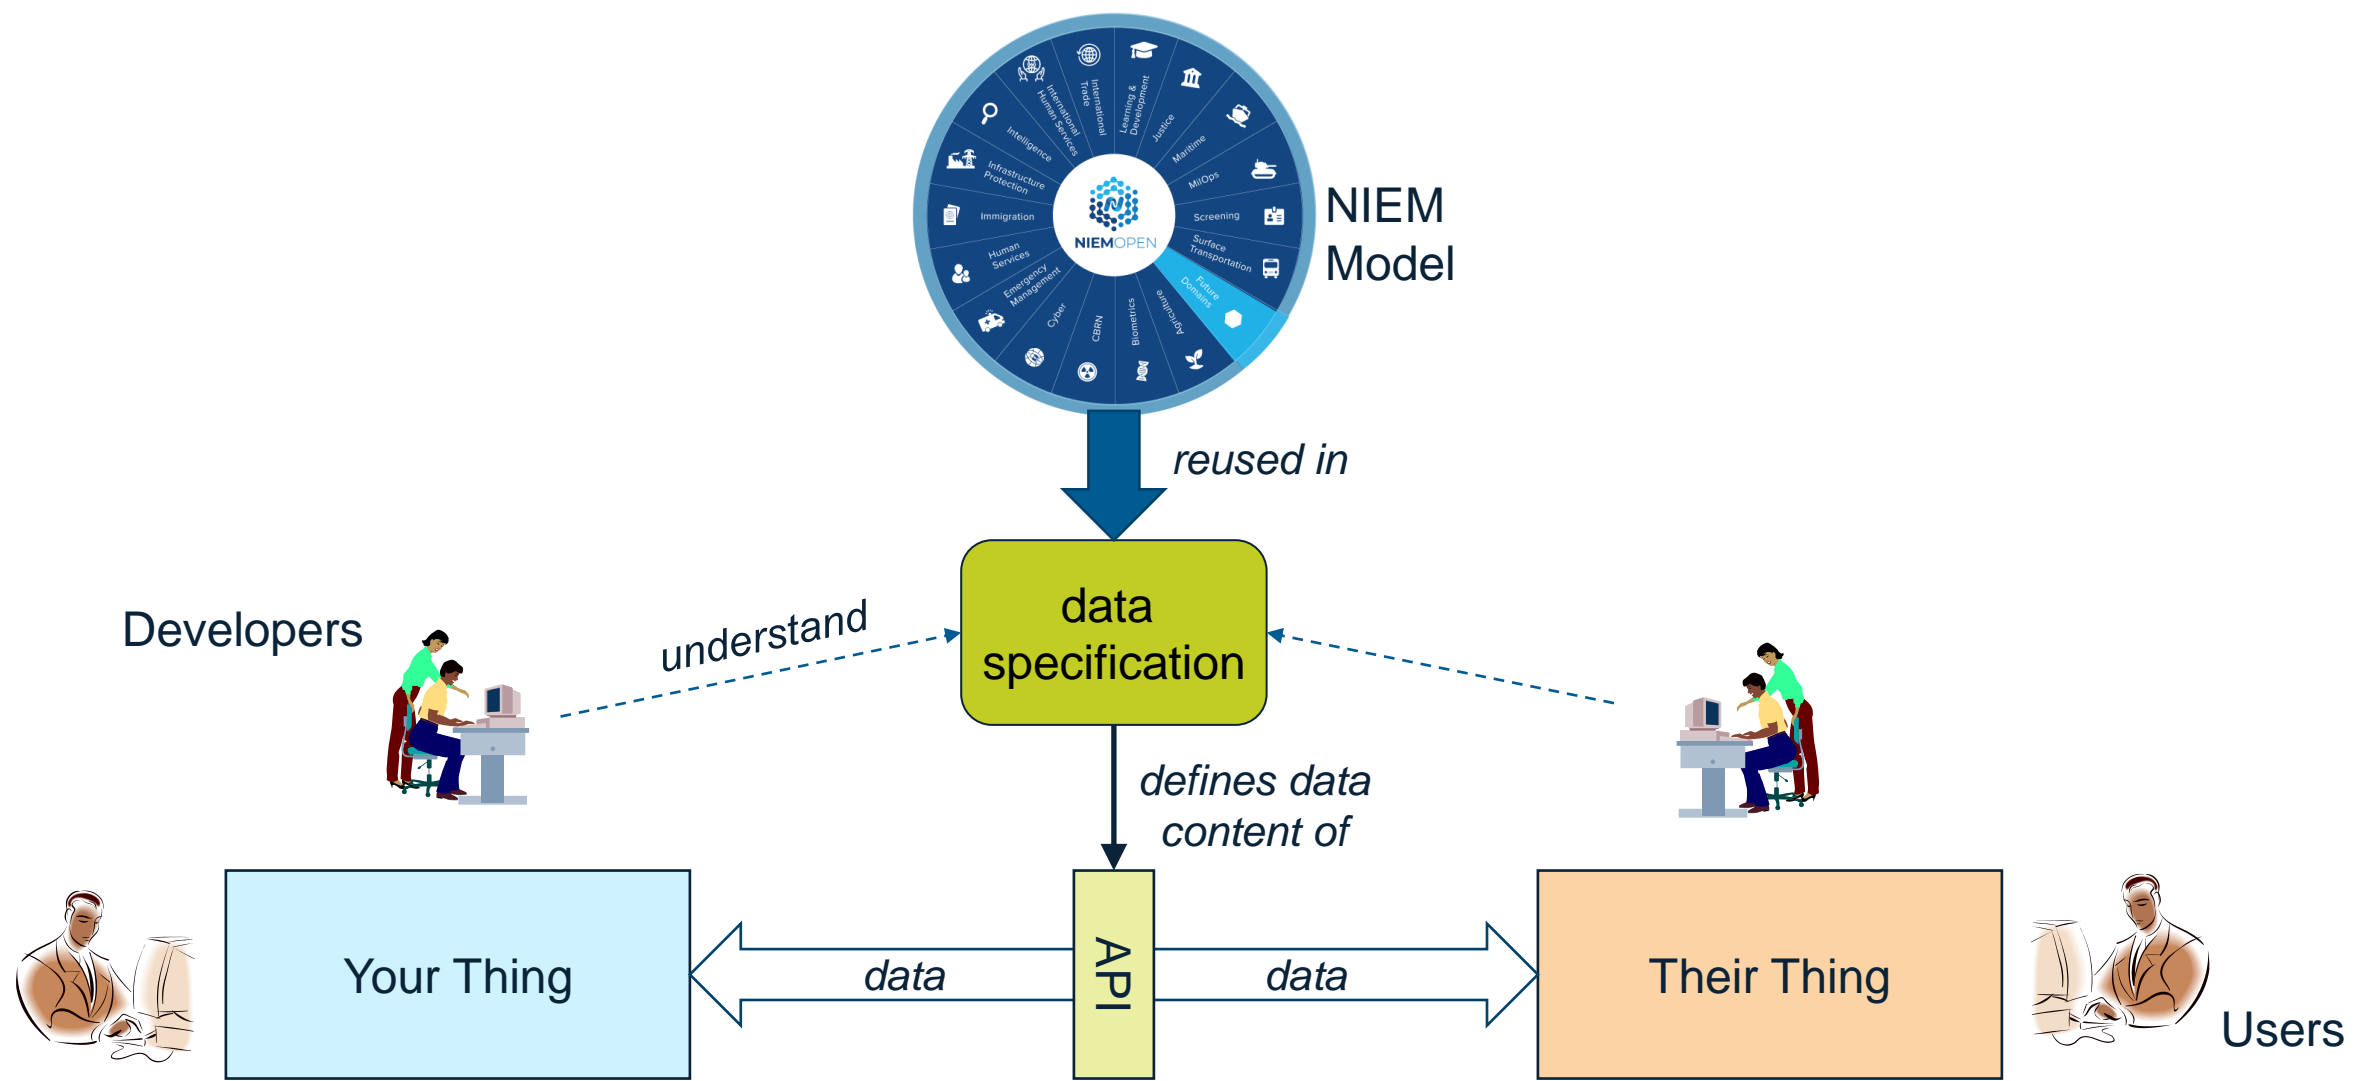 International
Human Services
International
Trade
Learning &
Development
Justice
Maritime
MilOps
Screening
Surface
Transportation
Future
Domains
Agriculture
Biometrics
CBRN
Cyber
Emergency
Management
Human
Services
Immigration
Infrastructure
Protection
Intelligence
NIEMOPEN
NIEM
Model
reused in
Developers
understand
data
specification
defines data
content of
Your Thing
data
API
data
Their Thing
Users